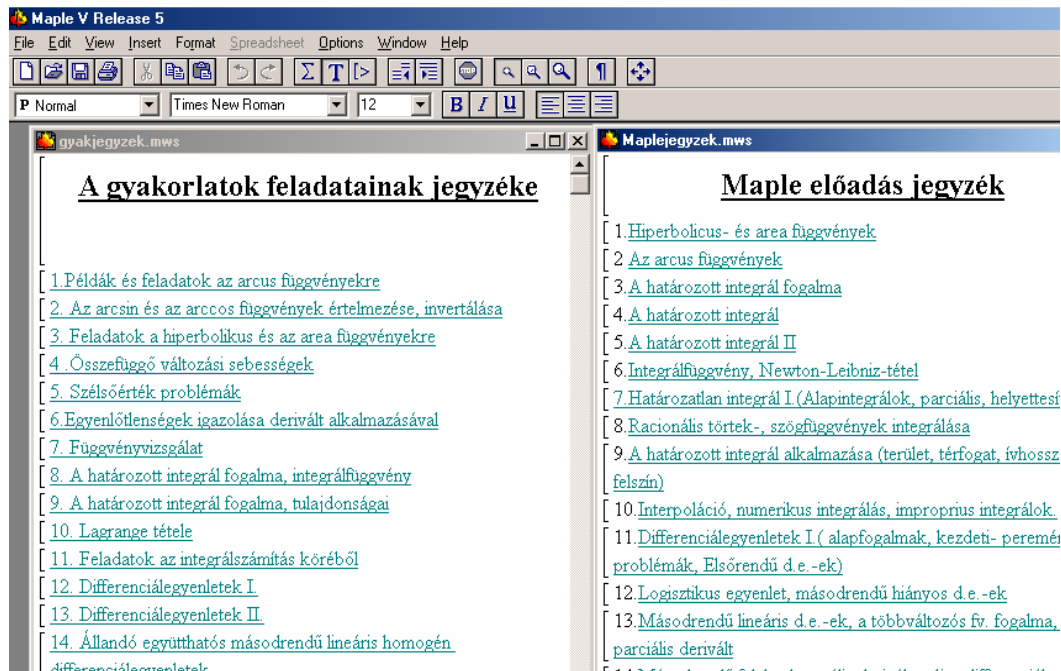 Maple V Release 5
File Edit View Insert Format Spreadsheet Options Window Help
P Normal Times New Roman 12 B I U
gyakjegyzek.mws
A gyakorlatok feladatainak jegyzéke
1.Példák és feladatok az arcus függvényekre
2. Az arcsin és az arccos függvények értelmezése, invertálása
3. Feladatok a hiperbolikus és az area függvényekre
4 .Összefüggő változási sebességek
5. Szélsőérték problémák
6.Egyenlőtlenségek igazolása derivált alkalmazásával
7. Függvényvizsgálat
8. A határozott integrál fogalma, integrálfüggvény
9. A határozott integrál fogalma, tulajdonságai
10. Lagrange tétele
11. Feladatok az integrálszámítás köréből
12. Differenciálegyenletek I.
13. Differenciálegyenletek II.
14. Állandó együtthatós másodrendű lineáris homogén
differenciálegyenletek
Maplejegyzek.mws
Maple előadás jegyzék
1.Hiperbolicus- és area függvények
2 Az arcus függvények
3.A határozott integrál fogalma
4.A határozott integrál
5.A határozott integrál II
6.Integrálfüggvény, Newton-Leibniz-tétel
7.Határozatlan integrál I.(Alapintegrálok, parciális,
8.Racionális törtek-, szögfüggvények integrálása
9.A határozott integrál alkalmazása (terület, térfogat, ívhossz
felszín)
10.Interpoláció, numerikus integrálás, improprius integrálok.
11.Differenciálegyenletek I.( alapfogalmak, kezdeti-
problémák, Elsőrendű d.e.-ek)
12.Logisztikus egyenlet, másodrendű hiányos d.e.-ek
13.Másodrendű lineáris d.e.-ek, a többváltozós fv. fogalma,
parciális derivált